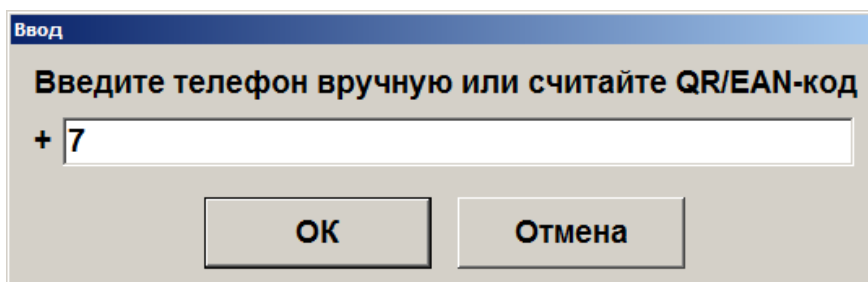 Ввод
Введите телефон вручную или считайте QR/EAN-код
+ 7
ОК Отмена